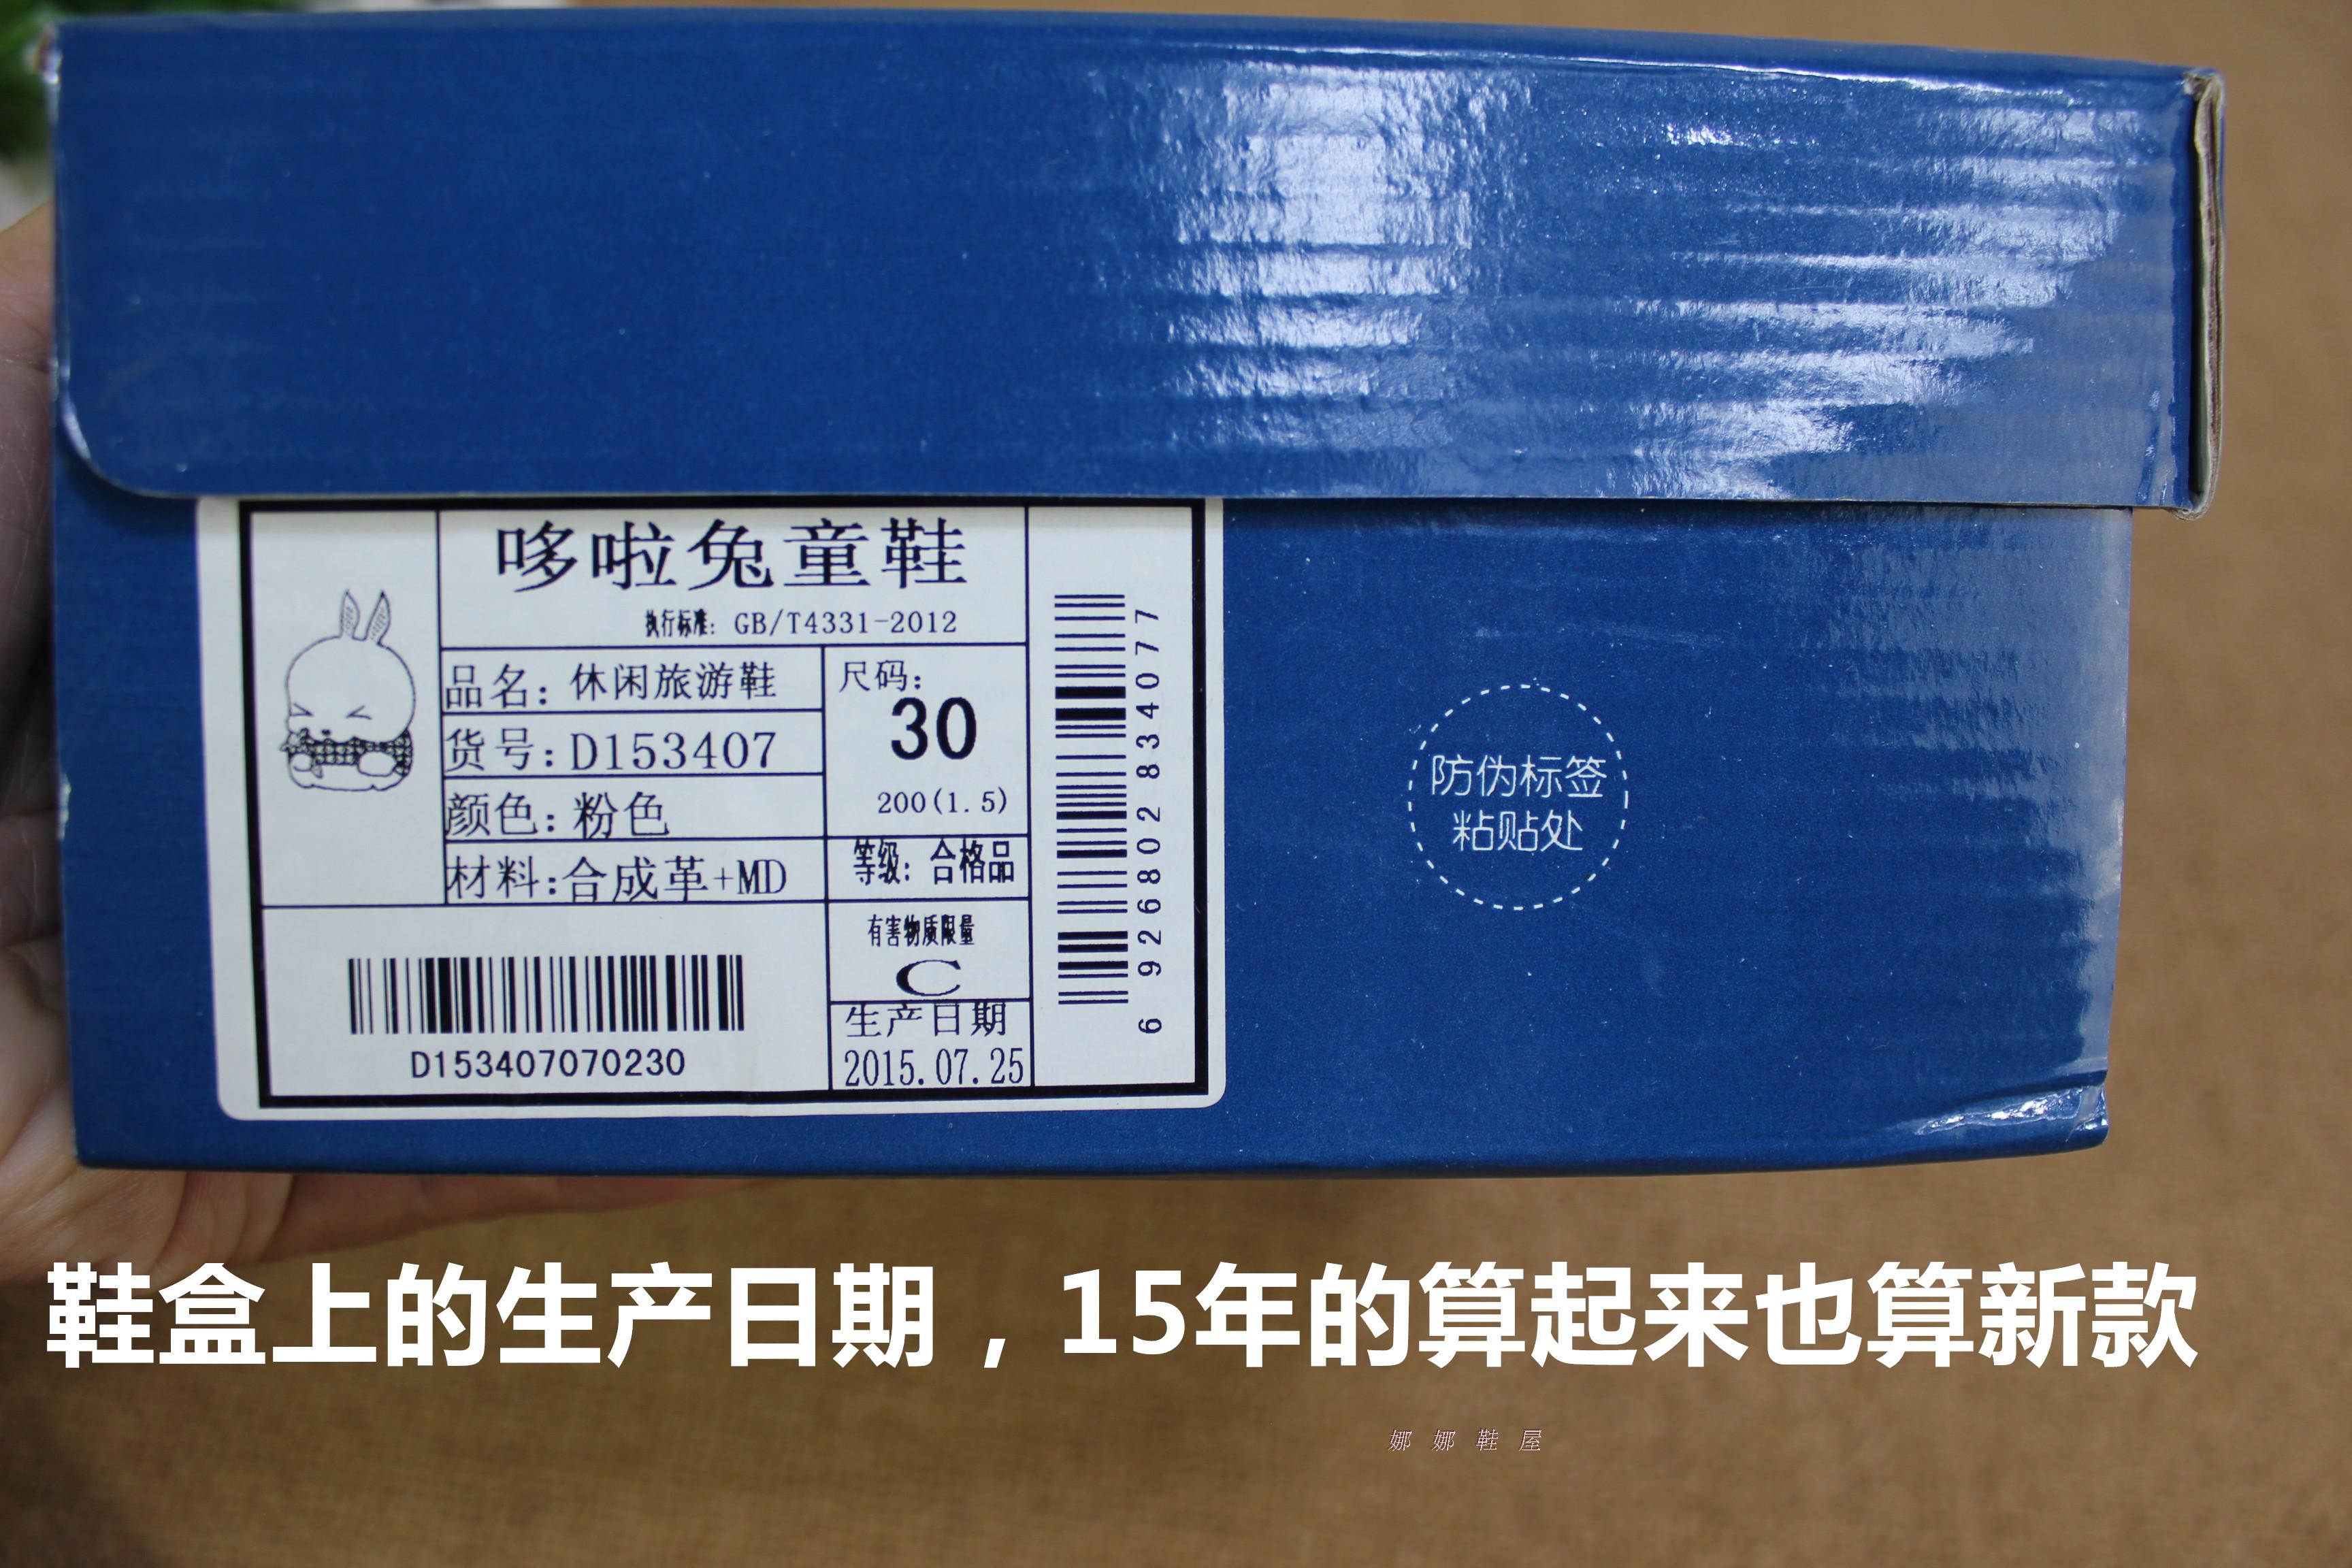 哆啦兔童鞋
执行标准: GB/T4331-2012
品名: 休闲旅游鞋
货号: D153407
颜色: 粉色
材料:合成革+MD
尺码:
30
200(1.5)
等级: 合格品
有害物质限量
C
生产日期
2015.07.25
D153407070230
6926802834077
防伪标签
粘贴处
鞋盒上的生产日期，15年的算起来也算新款
娜娜鞋屋